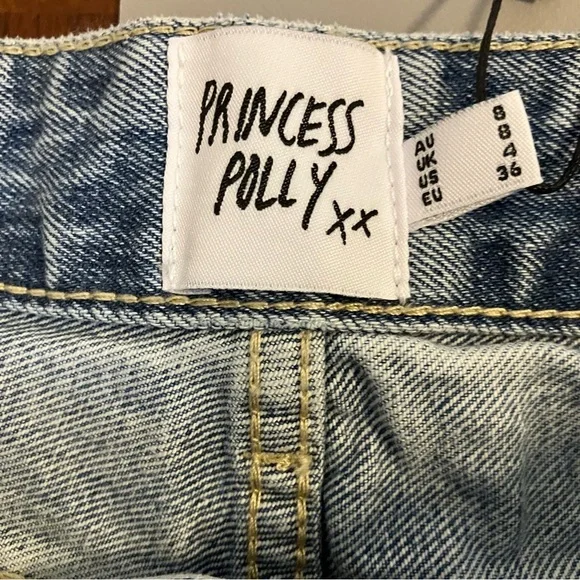 PRINCESS
POLLY xx
AU 8
UK 8
US 4
EU 36